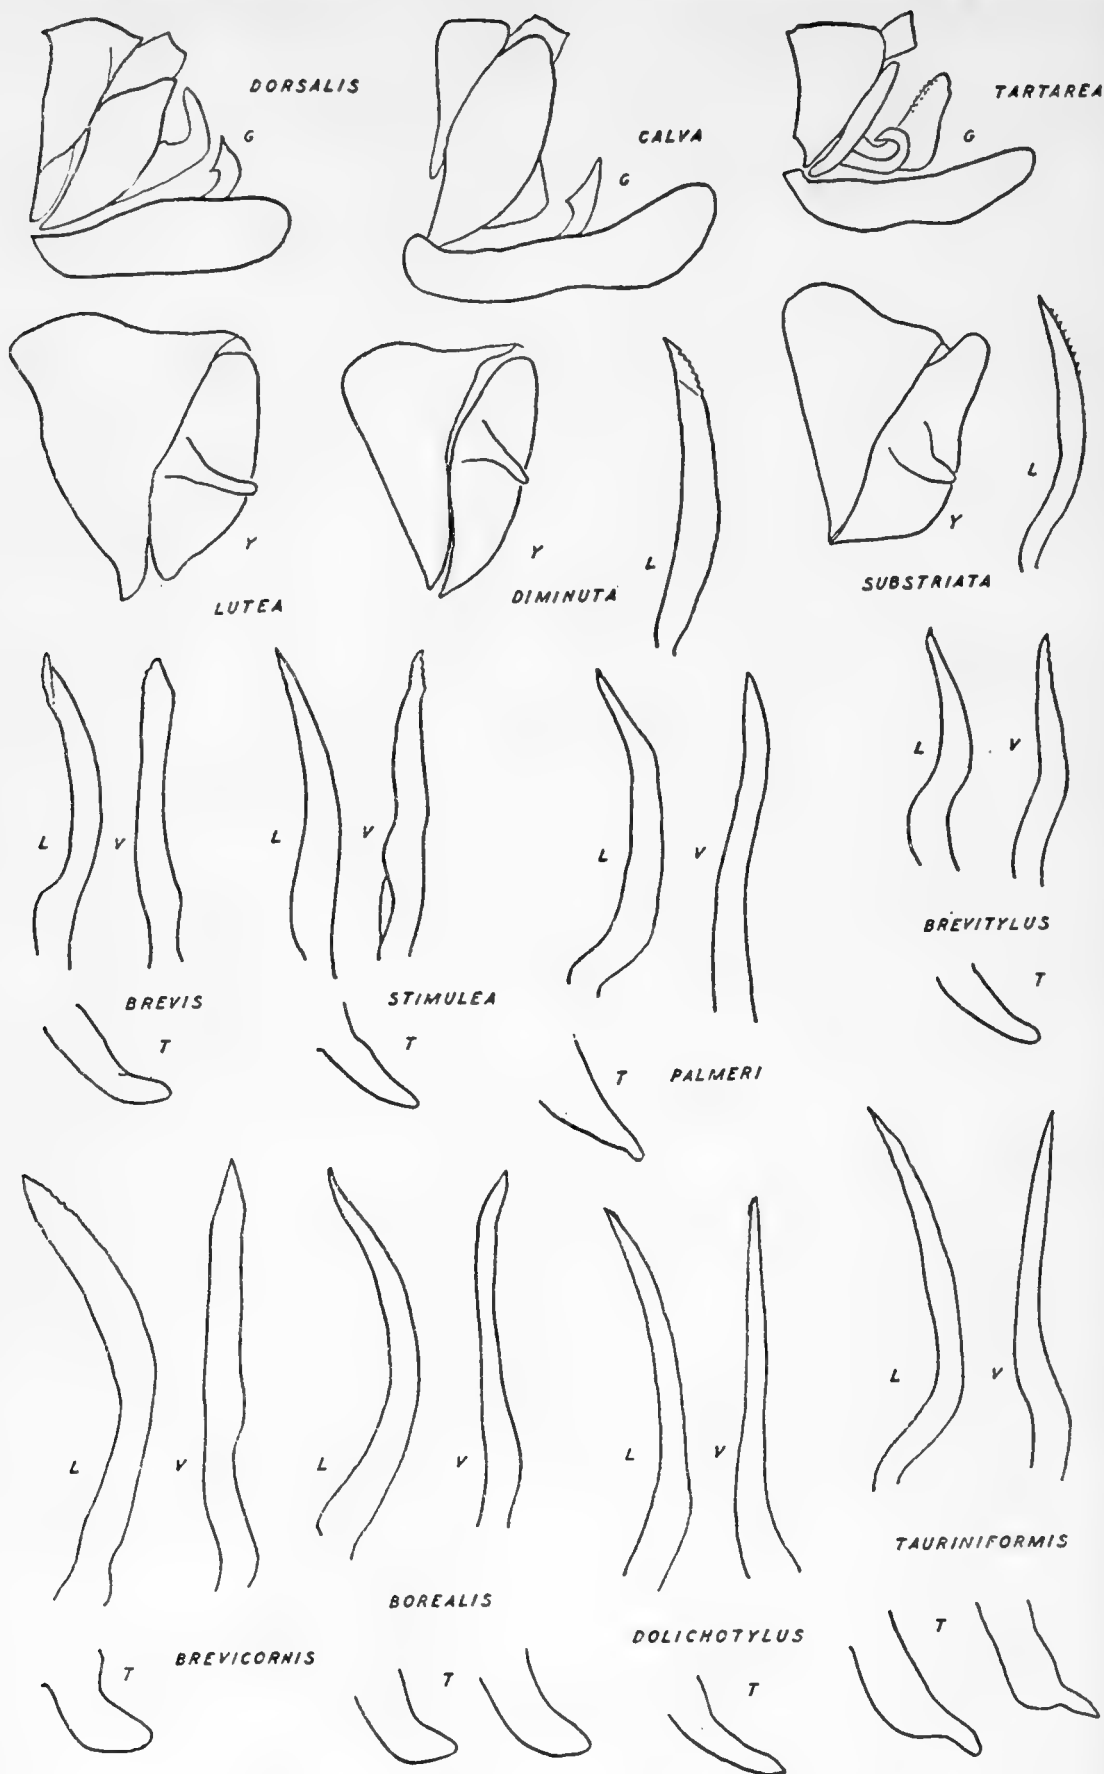 DORSALIS
G
CALVA
G
TARTAREA
G
Y
LUTEA
Y
DIMINUTA
L
Y
SUBSTRIATA
L
L
V
BREVIS
T
L
V
STIMULEA
T
L
V
T
PALMERI
L
V
BREVITYLUS
T
L
V
T
BREVICORNIS
L
V
BOREALIS
T
L
V
DOLICHOTYLUS
T
L
V
TAURINIFORMIS
T